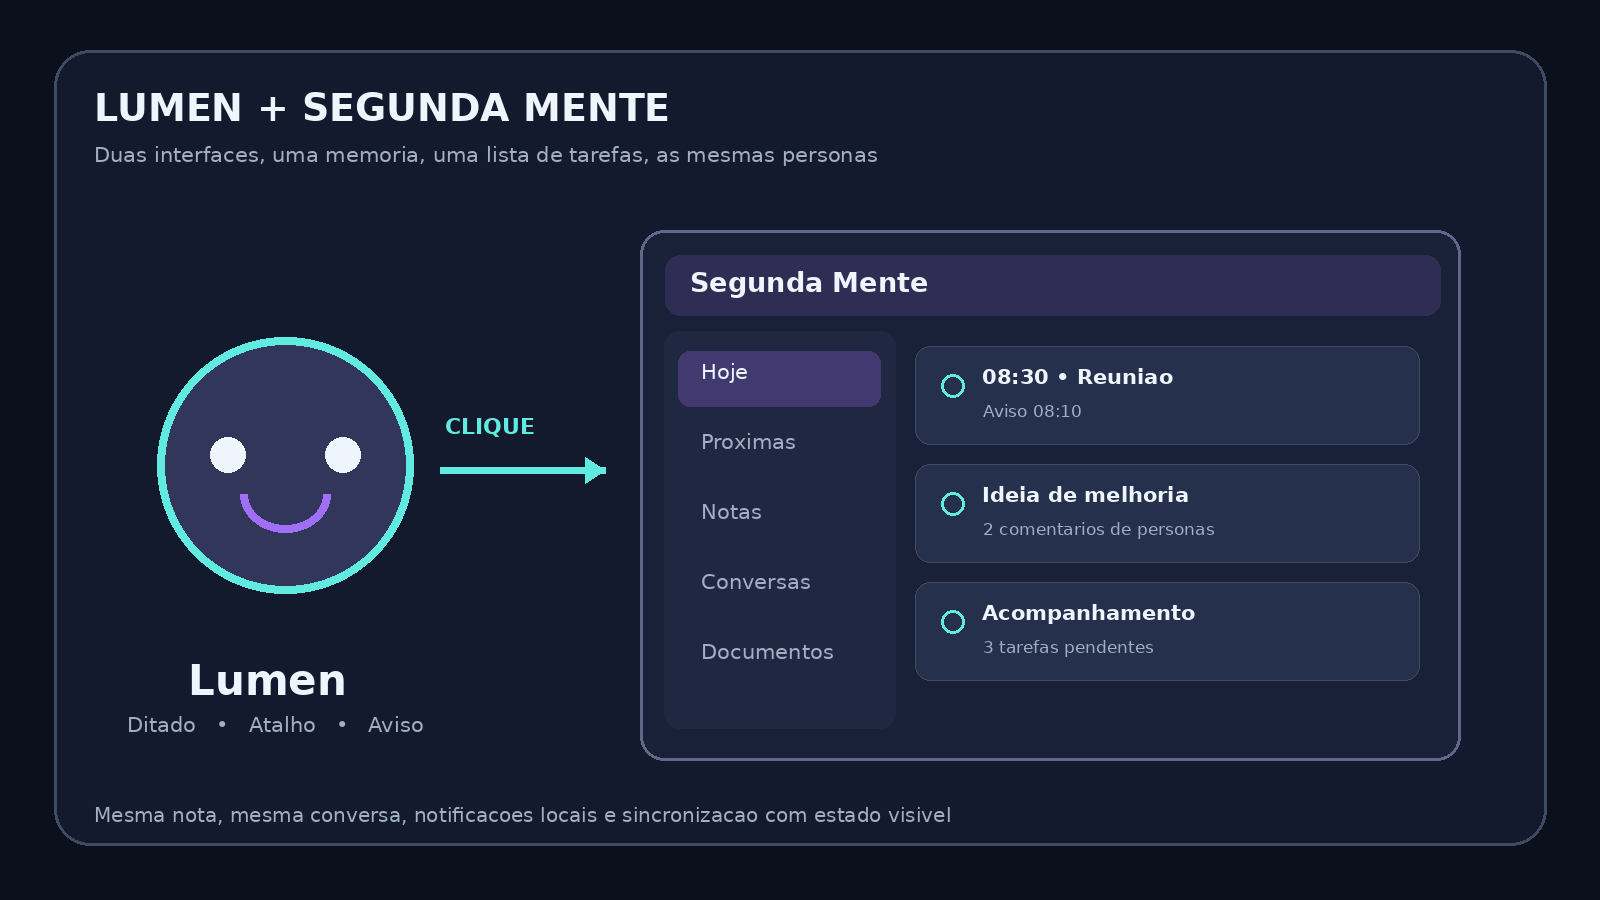 LUMEN + SEGUNDA MENTE
Duas interfaces, uma memoria, uma lista de tarefas, as mesmas personas
CLIQUE
Lumen
Ditado • Atalho • Aviso
Segunda Mente
Hoje
Proximas
Notas
Conversas
Documentos
08:30 • Reuniao
Aviso 08:10
Ideia de melhoria
2 comentarios de personas
Acompanhamento
3 tarefas pendentes
Mesma nota, mesma conversa, notificacoes locais e sincronizacao com estado visivel